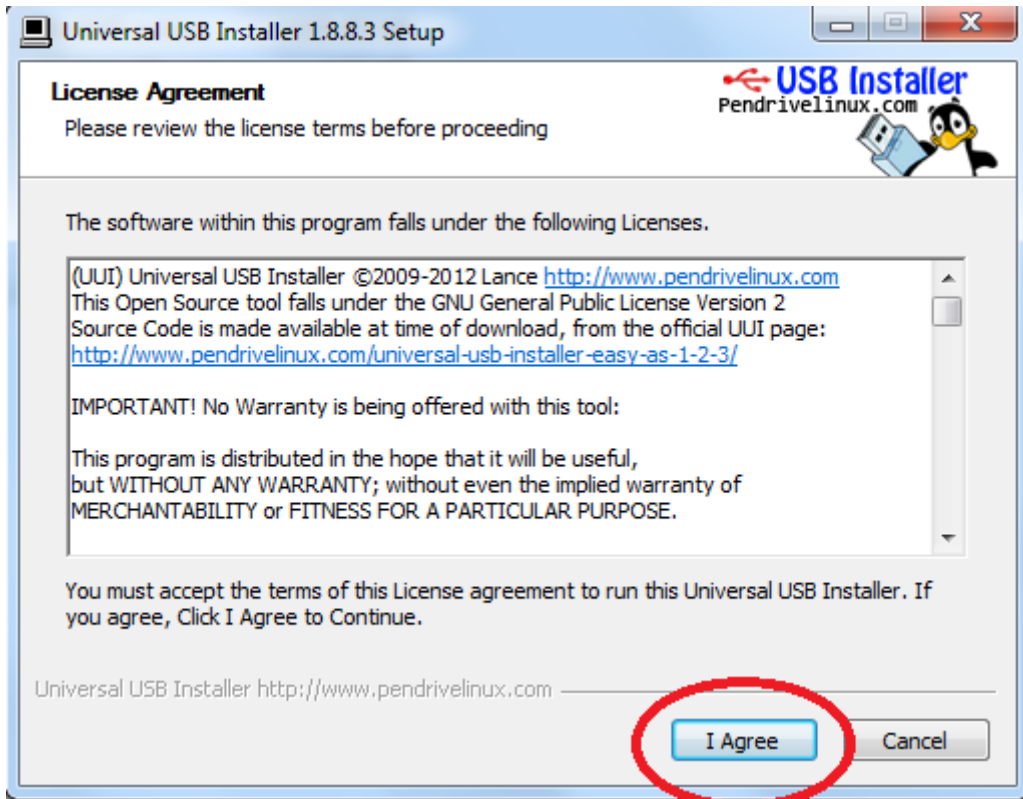 Universal USB Installer 1.8.8.3 Setup
License Agreement
Please review the license terms before proceeding
USB Installer
Pendrivelinux.com
The software within this program falls under the following Licenses.
(UUI) Universal USB Installer ©2009-2012 Lance http://www.pendrivelinux.com
This Open Source tool falls under the GNU General Public License Version 2
Source Code is made available at time of download, from the official UUI page:
http://www.pendrivelinux.com/universal-usb-installer-easy-as-1-2-3/
IMPORTANT! No Warranty is being offered with this tool:
This program is distributed in the hope that it will be useful,
but WITHOUT ANY WARRANTY; without even the implied warranty of
MERCHANTABILITY or FITNESS FOR A PARTICULAR PURPOSE.
You must accept the terms of this License agreement to run this Universal USB Installer. If
you agree, Click I Agree to Continue.
Universal USB Installer http://www.pendrivelinux.com
I Agree
Cancel